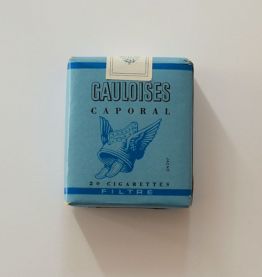 GAULOISES
CAPORAL
20 CIGARETTES
FILTRE